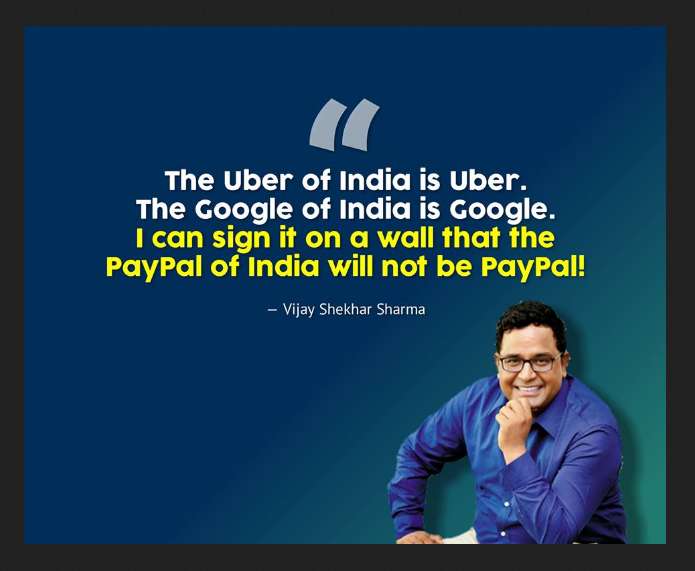 “
The Uber of India is Uber.
The Google of India is Google.
I can sign it on a wall that the
PayPal of India will not be PayPal!
– Vijay Shekhar Sharma